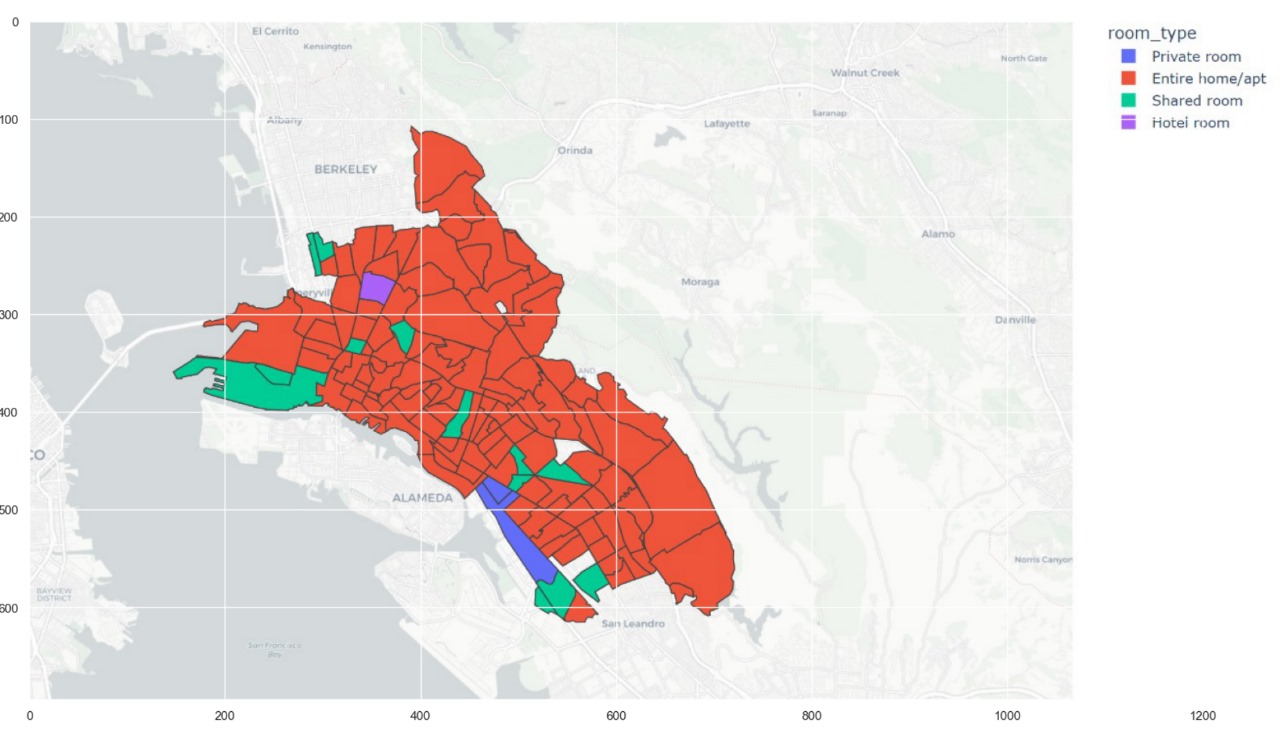 0
100
200
300
400
500
600
0
200
400
600
800
1000
1200
room_type
Private room
Entire home/apt
Shared room
Hotel room
El Cerrito
Kensington
Albany
BERKELEY
Orinda
Lafayette
Walnut Creek
Saranap
North Gate
Alamo
Moraga
Danville
ALAMEDA
BAYVIEW
DISTRICT
San Francisco
Bay
San Leandro
Norris Canyon
CO